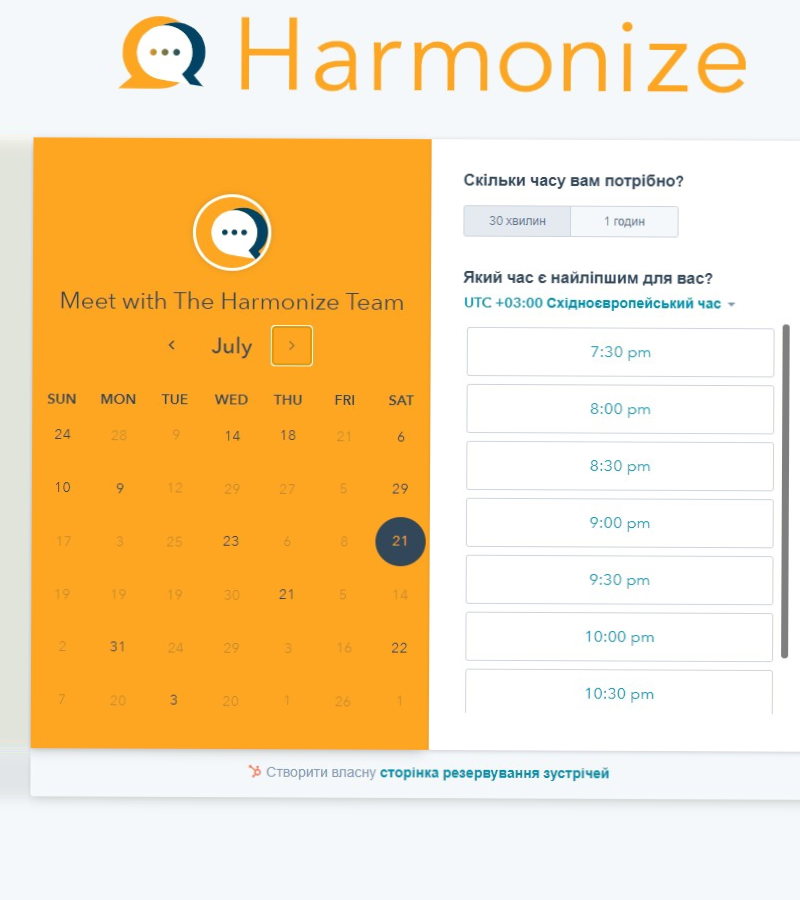 Harmonize
Meet with The Harmonize Team
July
SUN MON TUE WED THU FRI SAT
24 28 9 14 18 21 6
10 9 12 29 27 5 29
17 3 25 23 6 8 21
19 19 19 30 21 5 14
2 31 24 29 3 16 22
7 20 3 20 1 26 1
Скільки часу вам потрібно?
30 хвилин 1 годин
Який час є найліпшим для вас?
UTC +03:00 Східноєвропейський час
7:30 pm
8:00 pm
8:30 pm
9:00 pm
9:30 pm
10:00 pm
10:30 pm
Створити власну сторінка резервування зустрічей